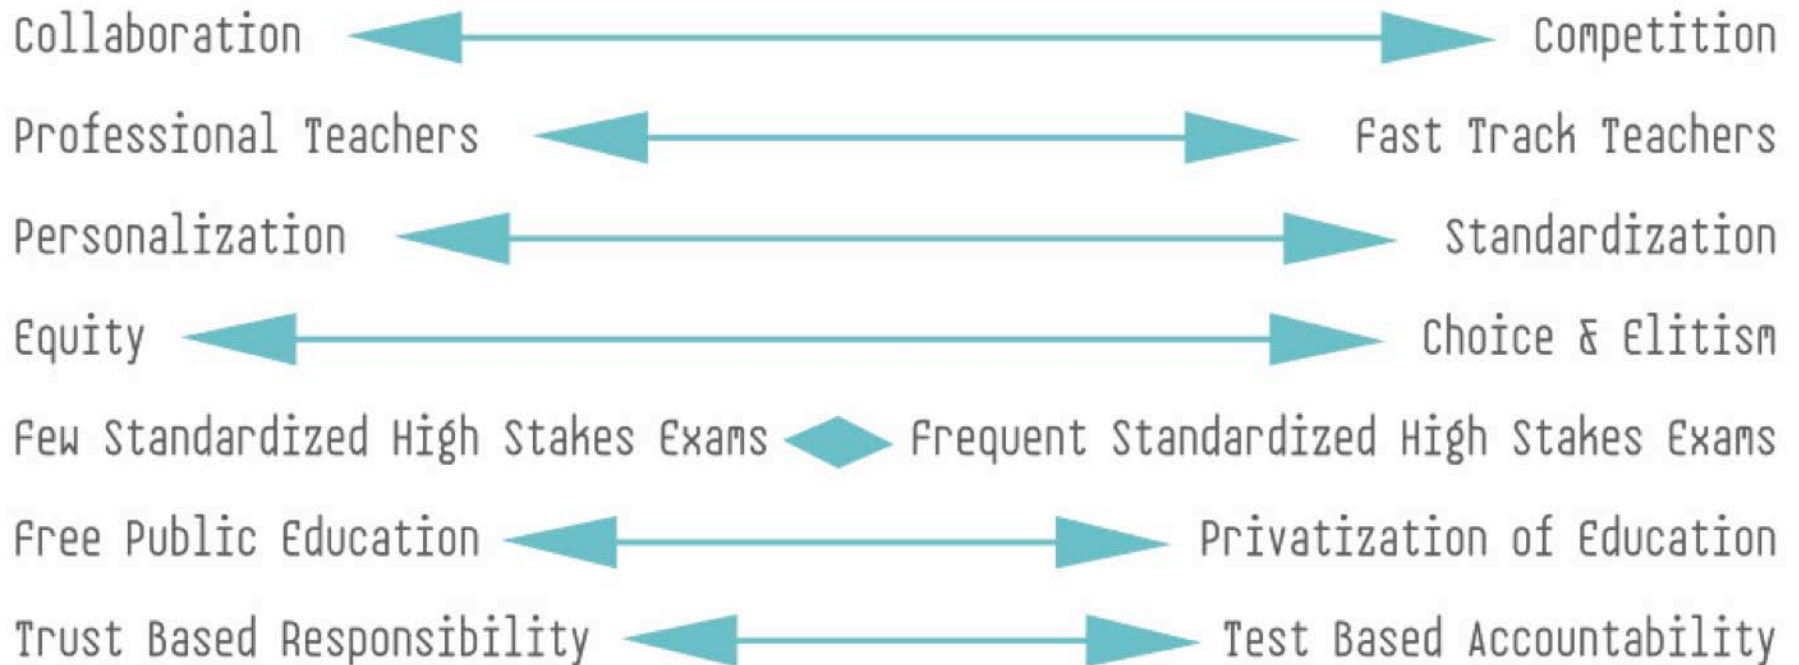 Collaboration Competition
Professional Teachers Fast Track Teachers
Personalization Standardization
Equity Choice & Elitism
Few Standardized High Stakes Exams Frequent Standardized High Stakes Exams
Free Public Education Privatization of Education
Trust Based Responsibility Test Based Accountability